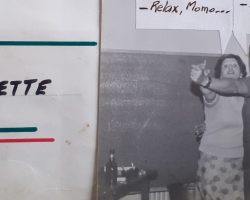 ETTE
– Relax, Momo...
–